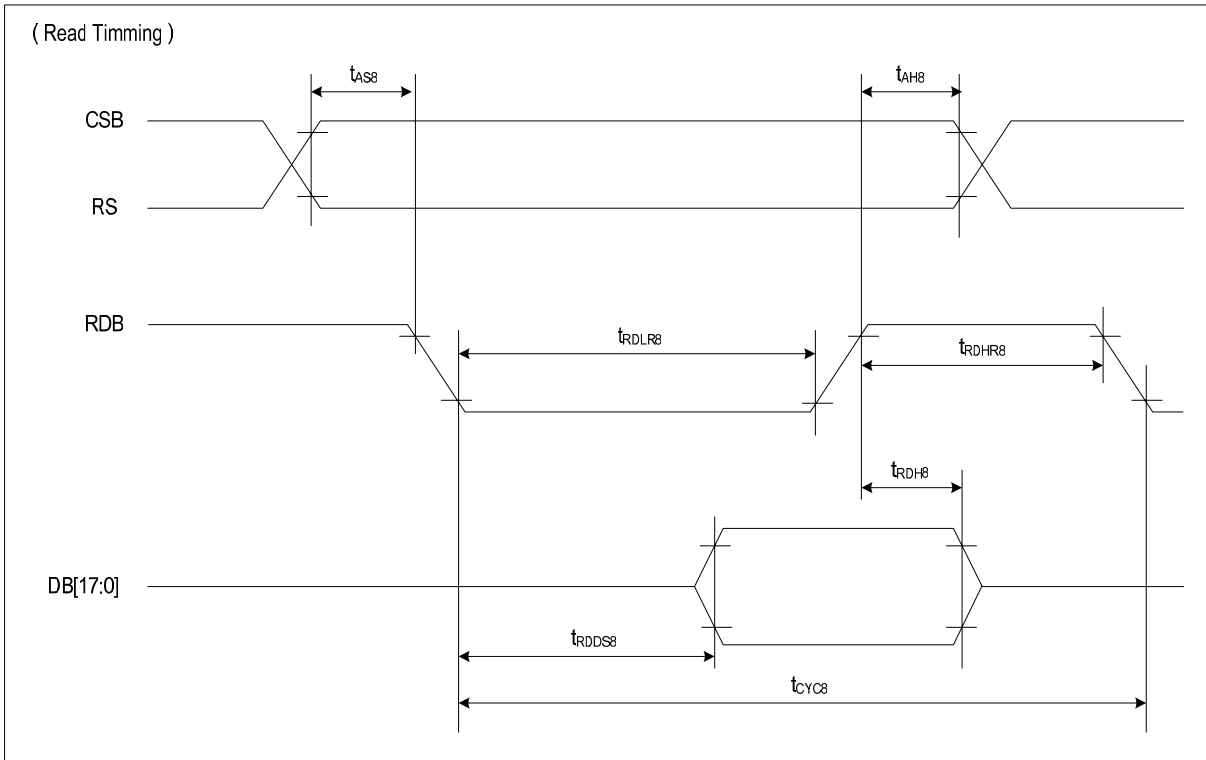 ( Read Timming )
tAS8
tAH8
CSB
RS
RDB
tRDLR8
tRDHR8
tRDH8
DB[17:0]
tRDDS8
tCYC8